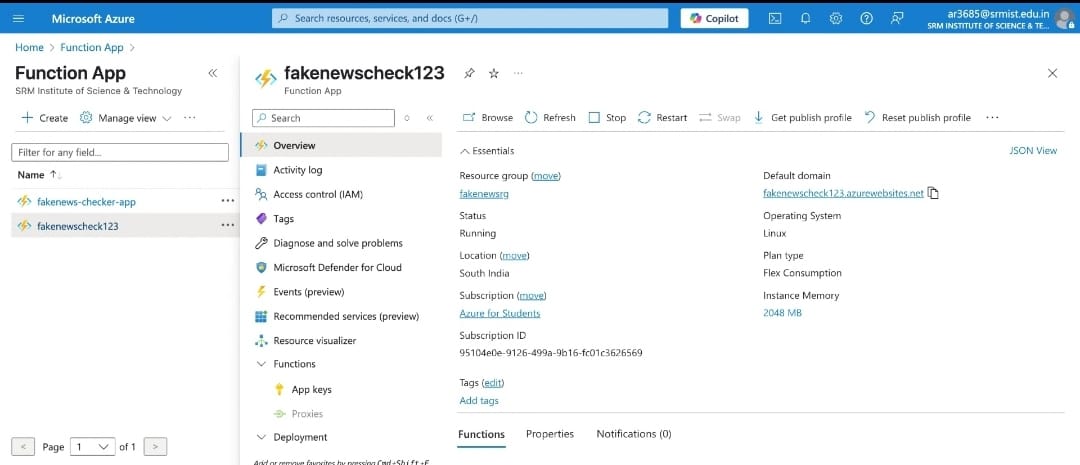 Microsoft Azure
Search resources, services, and docs (G+/)
Copilot
ar3685@srmist.edu.in
SRM INSTITUTE OF SCIENCE & TE...
Home > Function App >
Function App
SRM Institute of Science & Technology
+ Create Manage view ...
Filter for any field...
Name ↑↓
fakenews-checker-app ...
fakenewscheck123 ...
< Page 1 of 1 >
fakenewscheck123 ...
Function App
Search
Overview
Activity log
Access control (IAM)
Tags
Diagnose and solve problems
Microsoft Defender for Cloud
Events (preview)
Recommended services (preview)
Resource visualizer
Functions
App keys
Proxies
Deployment
Add or remove favorites by pressing Cmd+Shift+F
Browse Refresh Stop Restart Swap Get publish profile Reset publish profile ...
Essentials
JSON View
Resource group (move)
fakenewsrg
Status
Running
Location (move)
South India
Subscription (move)
Azure for Students
Subscription ID
95104e0e-9126-499a-9b16-fc01c3626569
Tags (edit)
Add tags
Default domain
fakenewscheck123.azurewebsites.net
Operating System
Linux
Plan type
Flex Consumption
Instance Memory
2048 MB
Functions Properties Notifications (0)